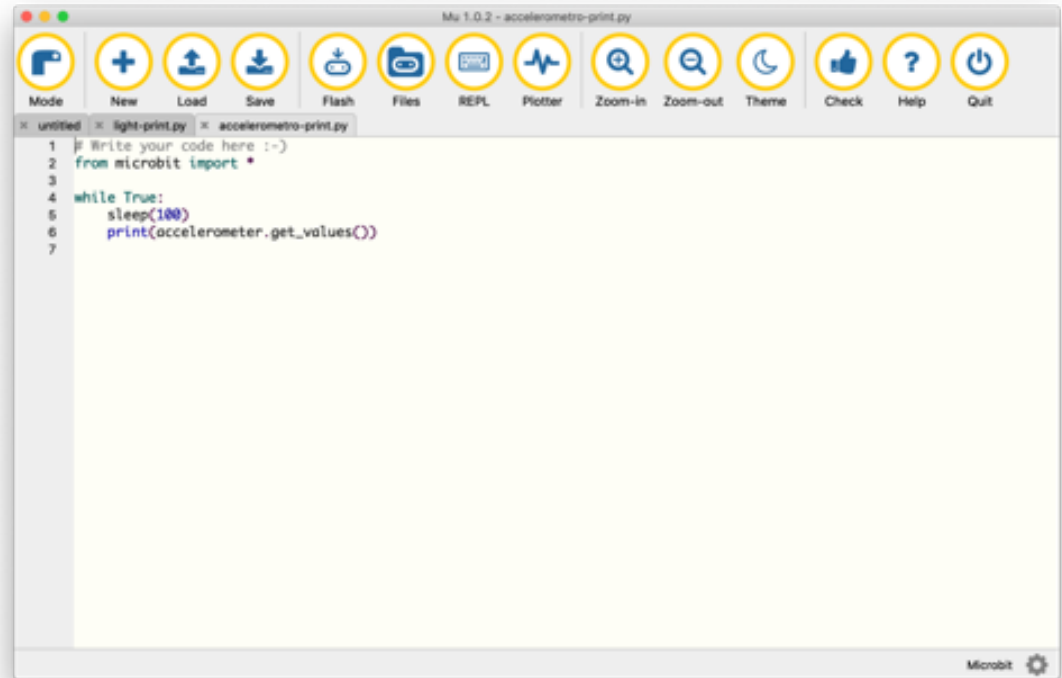 Mu 1.0.2 - accelerometro-print.py
Mode New Load Save Flash Files REPL Plotter Zoom-in Zoom-out Theme Check Help Quit
untitled light-print.py accelerometro-print.py
1 # Write your code here :-)
2 from microbit import *
3
4 while True:
5     sleep(100)
6     print(accelerometer.get_values())
7
Microbit